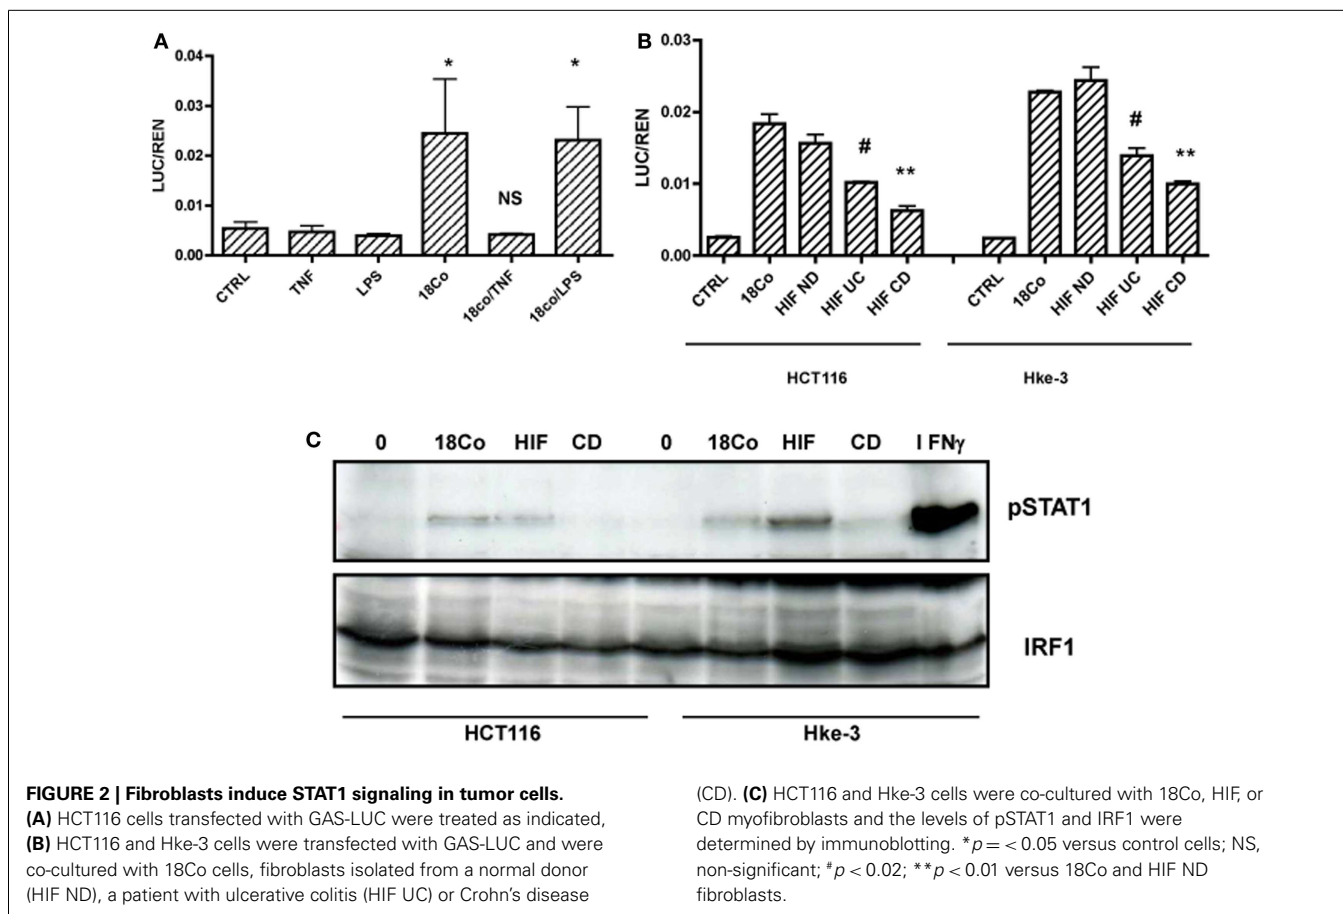 A
LUC/REN
0.04
0.03
0.02
0.01
0.00
*
NS
*
CTRL
TNF
LPS
18Co
18co/TNF
18co/LPS
B
LUC/REN
0.03
0.02
0.01
0.00
#
**
#
**
CTRL
18Co
HIF ND
HIF UC
HIF CD
CTRL
18Co
HIF ND
HIF UC
HIF CD
HCT116
Hke-3
C
0 18Co HIF CD 0 18Co HIF CD I FNγ
pSTAT1
IRF1
HCT116
Hke-3
FIGURE 2 | Fibroblasts induce STAT1 signaling in tumor cells.
(A) HCT116 cells transfected with GAS-LUC were treated as indicated,
(B) HCT116 and Hke-3 cells were transfected with GAS-LUC and were
co-cultured with 18Co cells, fibroblasts isolated from a normal donor
(HIF ND), a patient with ulcerative colitis (HIF UC) or Crohn's disease
(CD). (C) HCT116 and Hke-3 cells were co-cultured with 18Co, HIF, or
CD myofibroblasts and the levels of pSTAT1 and IRF1 were
determined by immunoblotting. *p = < 0.05 versus control cells; NS,
non-significant; #p < 0.02; **p < 0.01 versus 18Co and HIF ND
fibroblasts.